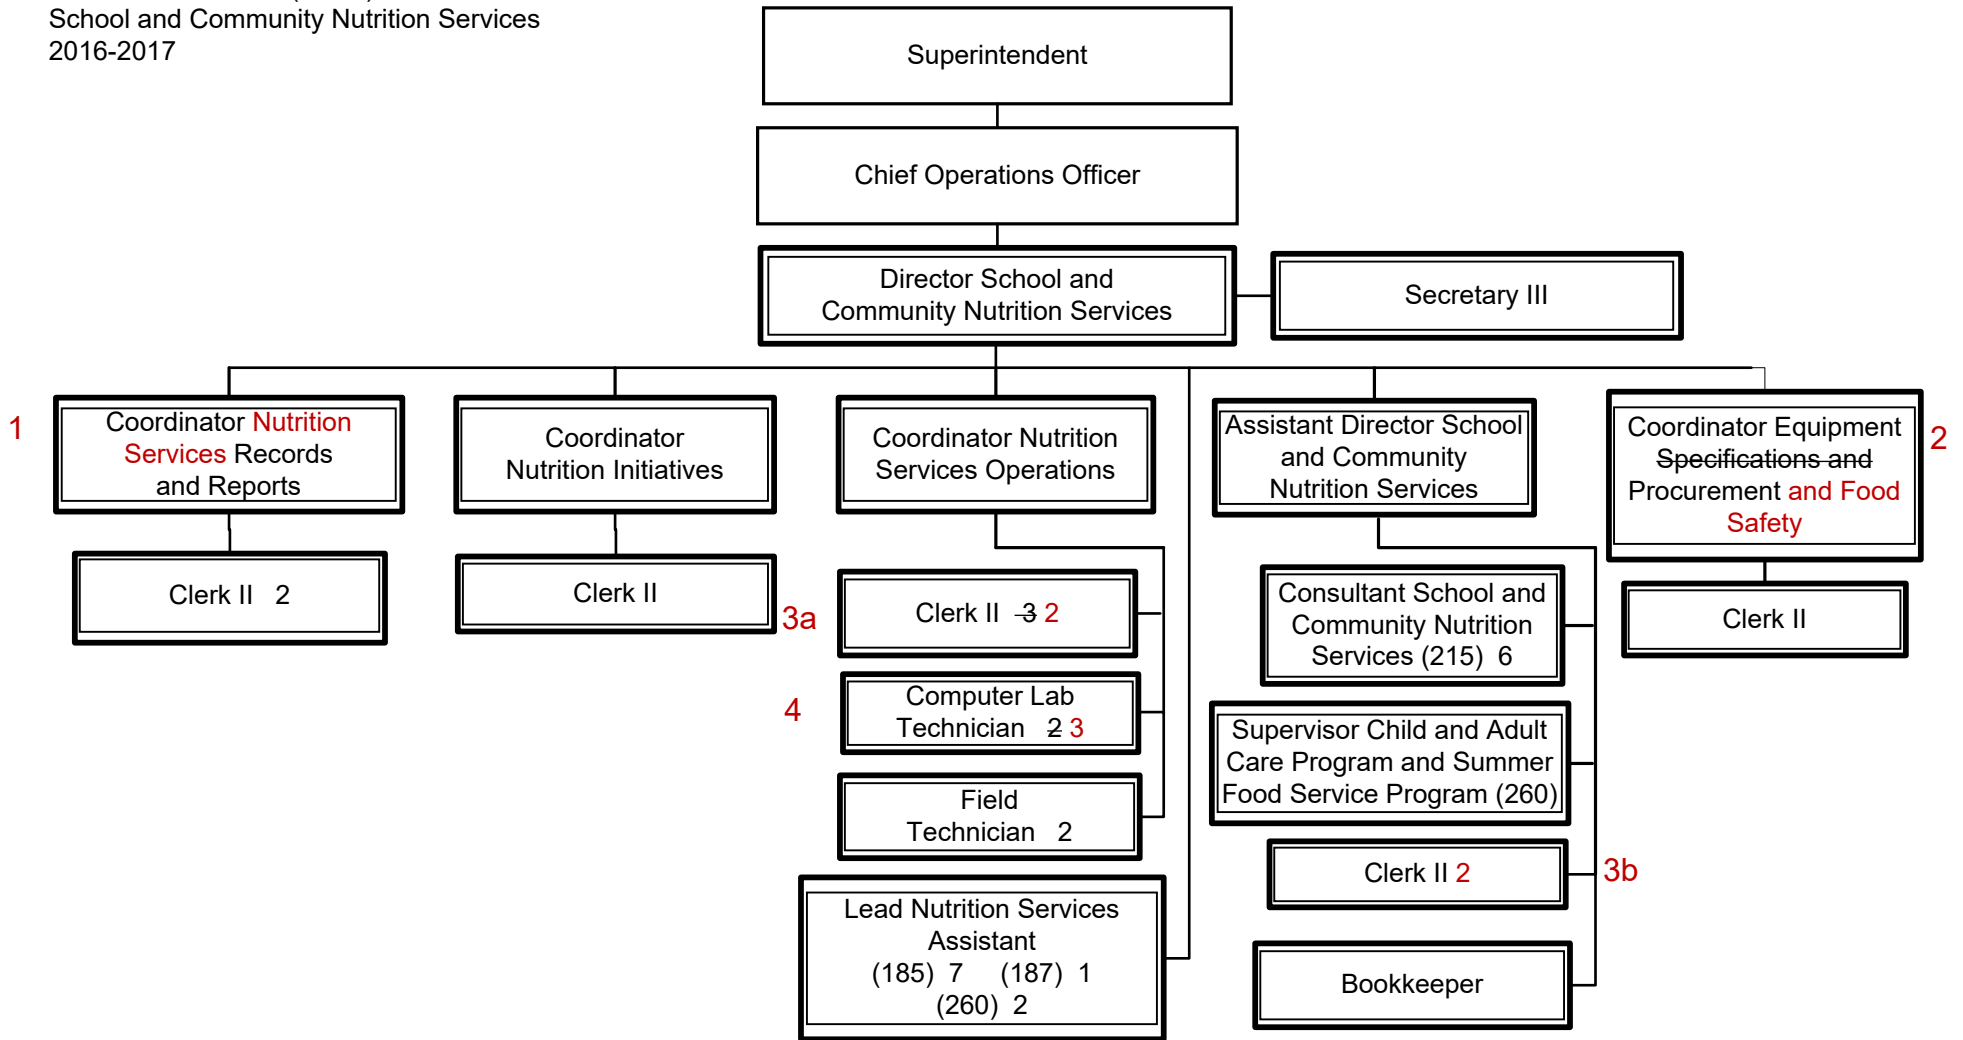 School and Community Nutrition Services
2016-2017
Superintendent
Chief Operations Officer
Director School and
Community Nutrition Services
Secretary III
1
Coordinator Nutrition
Services Records
and Reports
Coordinator
Nutrition Initiatives
Coordinator Nutrition
Services Operations
Assistant Director School
and Community
Nutrition Services
Coordinator Equipment
Specifications and
Procurement and Food
Safety
2
Clerk II 2
Clerk II
3a
Clerk II 3 2
4
Computer Lab
Technician 2 3
Field
Technician 2
Lead Nutrition Services
Assistant
(185) 7 (187) 1
(260) 2
Consultant School and
Community Nutrition
Services (215) 6
Supervisor Child and Adult
Care Program and Summer
Food Service Program (260)
Clerk II 2
3b
Bookkeeper
Clerk II